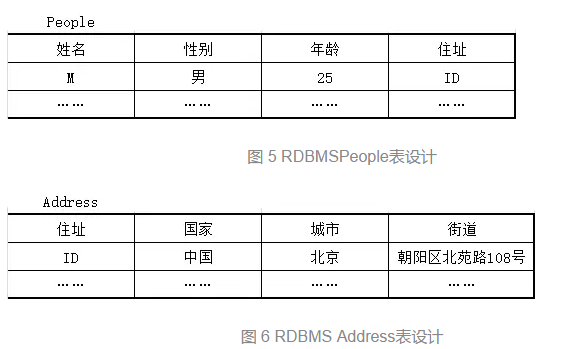 People
姓名 性别 年龄 住址
M 男 25 ID
…… …… …… ……
图 5 RDBMSPeople表设计
Address
住址 国家 城市 街道
ID 中国 北京 朝阳区北苑路108号
…… …… …… ……
图 6 RDBMS Address表设计